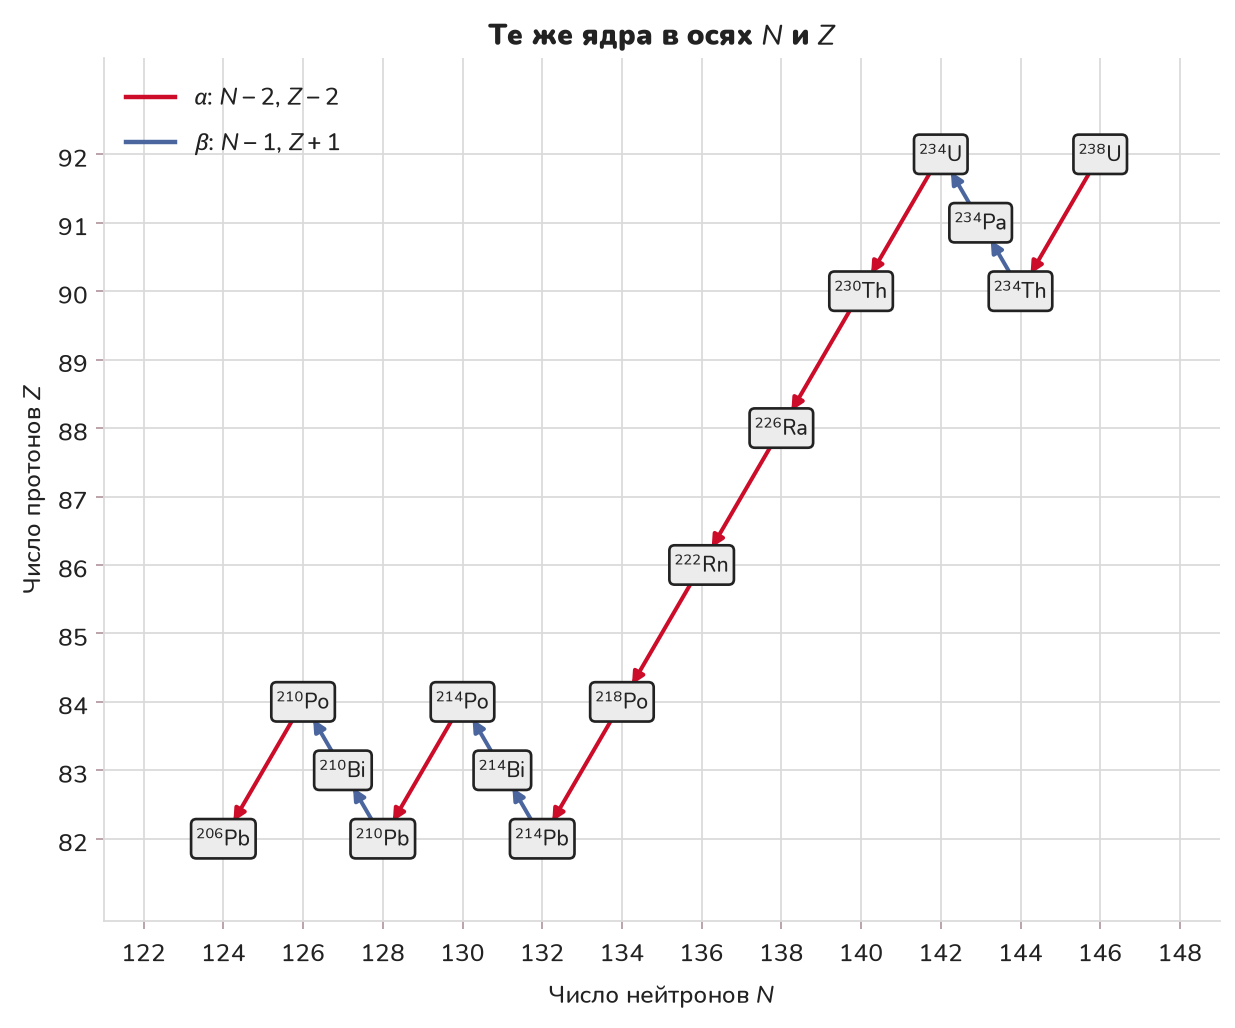 Те же ядра в осях N и Z
α: N − 2, Z − 2
β: N − 1, Z + 1
92
91
90
89
88
87
86
85
84
83
82
Число протонов Z
²³⁴U
²³⁸U
²³⁴Pa
²³⁰Th
²³⁴Th
²²⁶Ra
²²²Rn
²¹⁰Po
²¹⁴Po
²¹⁸Po
²¹⁰Bi
²¹⁴Bi
²⁰⁶Pb
²¹⁰Pb
²¹⁴Pb
122 124 126 128 130 132 134 136 138 140 142 144 146 148
Число нейтронов N